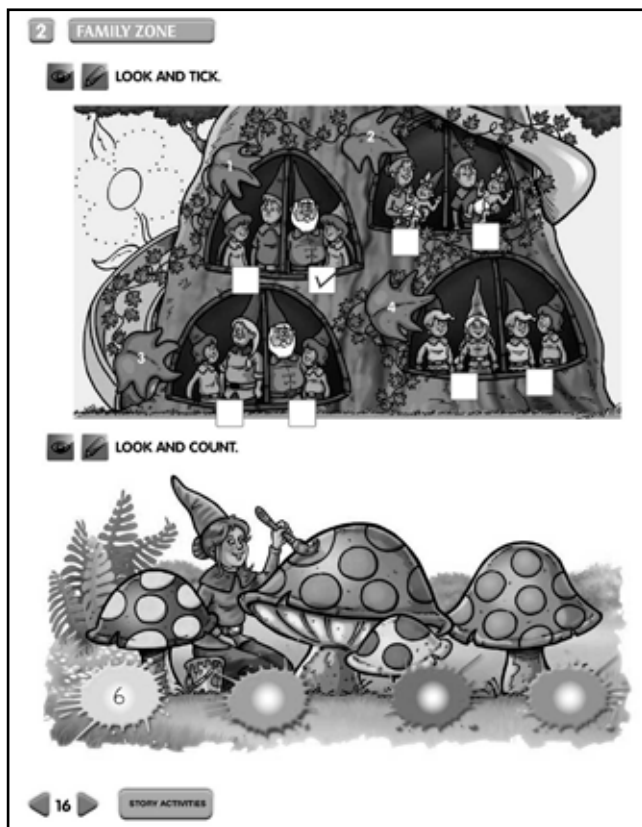 2 FAMILY ZONE
LOOK AND TICK.
1
2
3
4
LOOK AND COUNT.
6
16 STORY ACTIVITIES